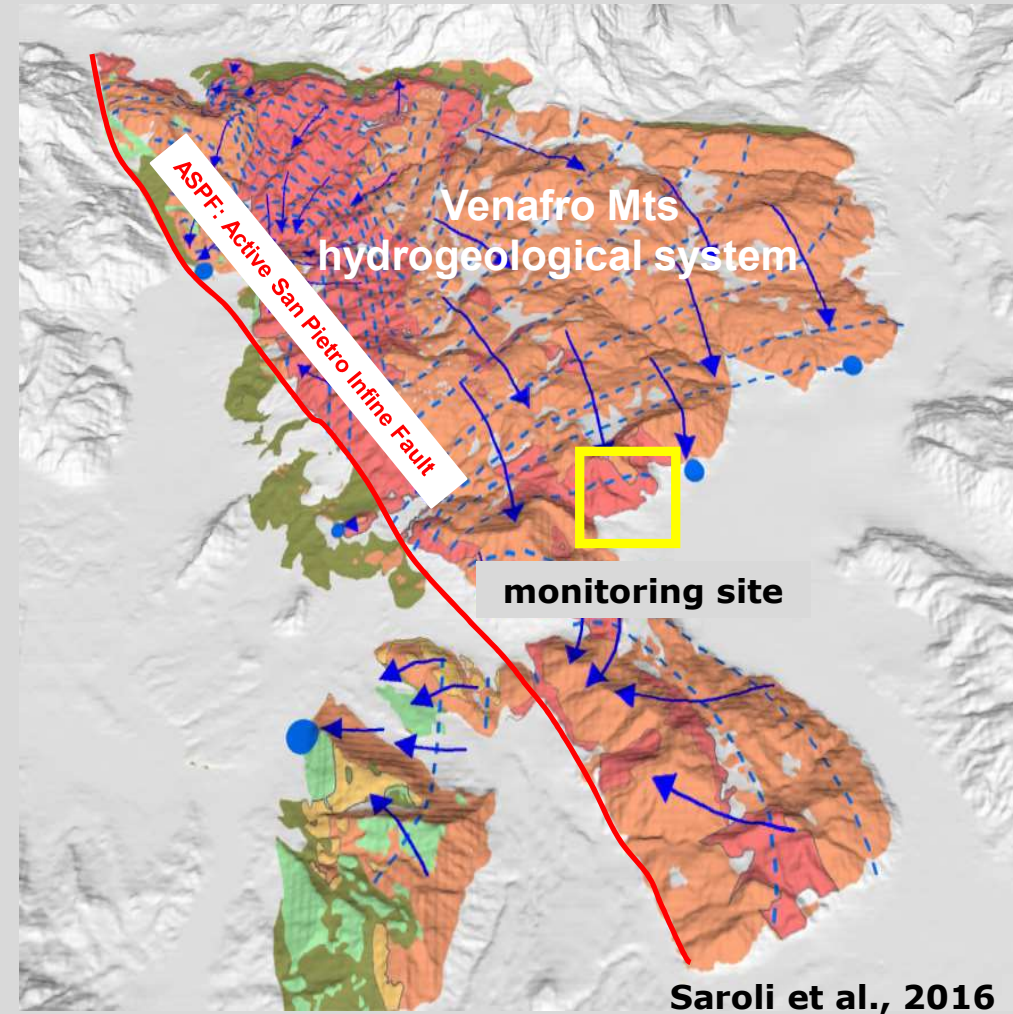 ASPF: Active San Pietro Infine Fault
Venafro Mts
hydrogeological system
monitoring site
Saroli et al., 2016